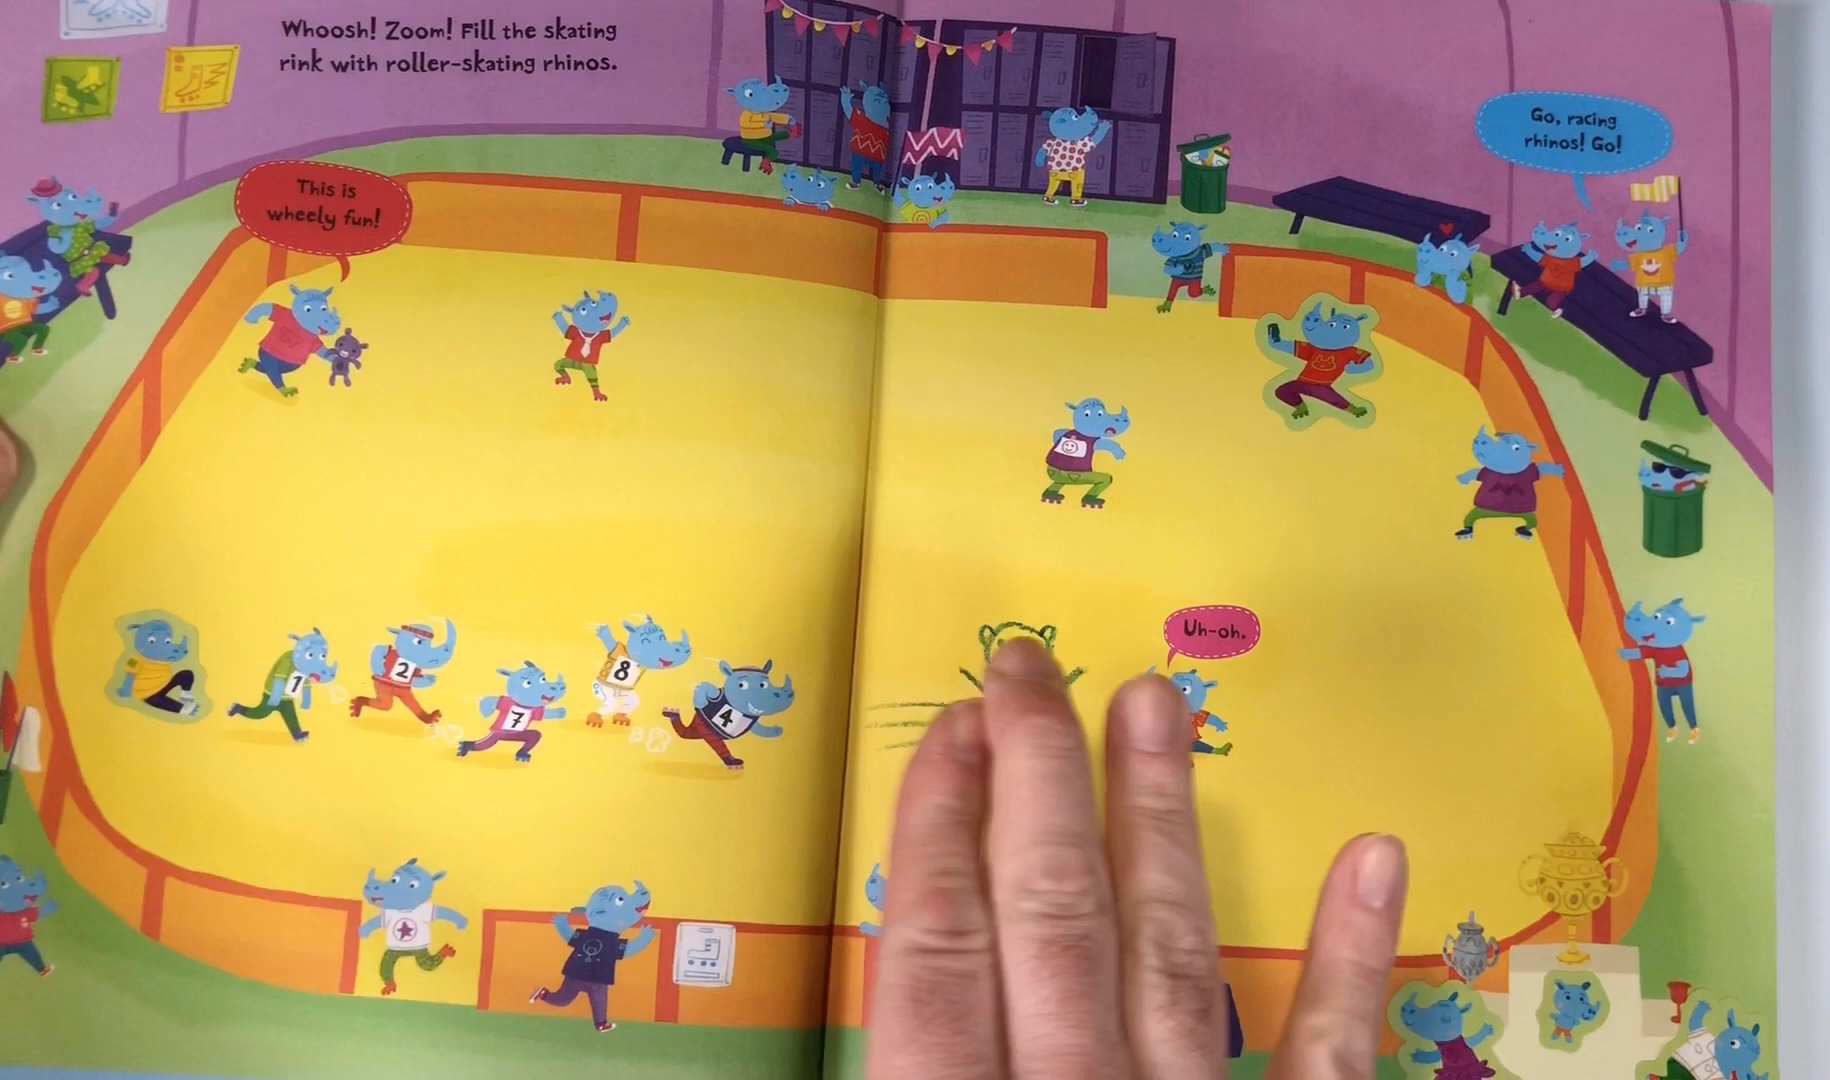 Whoosh! Zoom! Fill the skating
rink with roller-skating rhinos.
Go, racing
rhinos! Go!
This is
wheely fun!
Uh-oh.
1
2
7
8
4